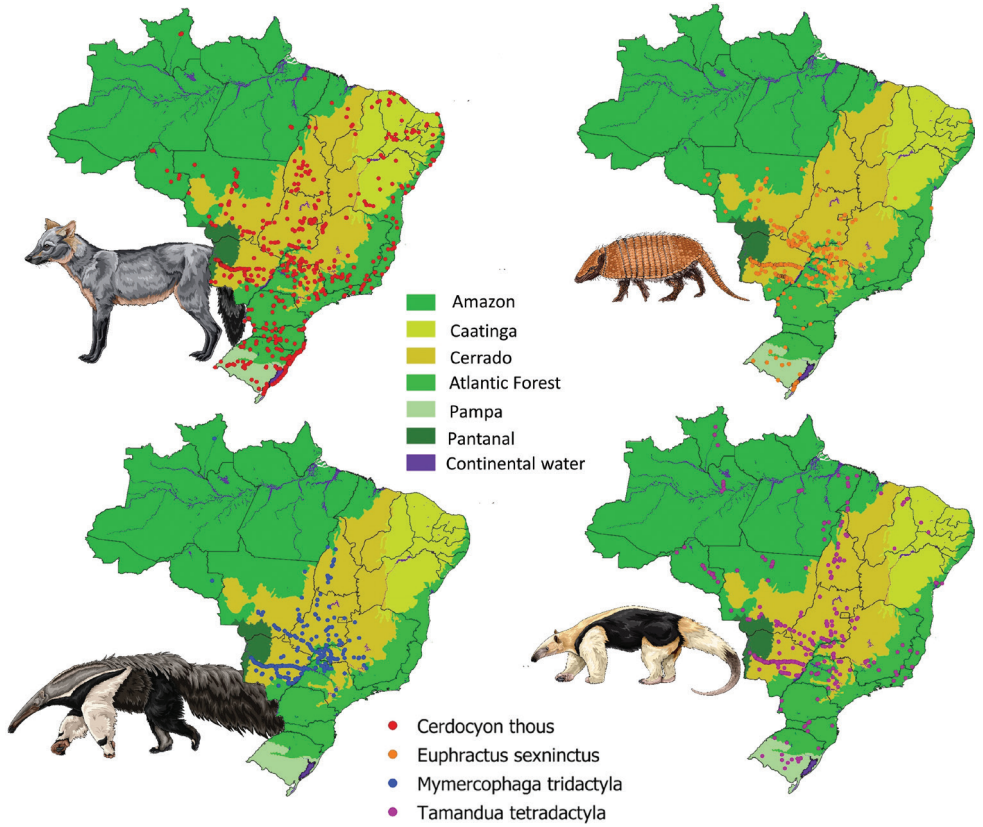 Amazon
Caatinga
Cerrado
Atlantic Forest
Pampa
Pantanal
Continental water
Cerdocyon thous
Euphractus sexninctus
Mymercophaga tridactyla
Tamandua tetradactyla